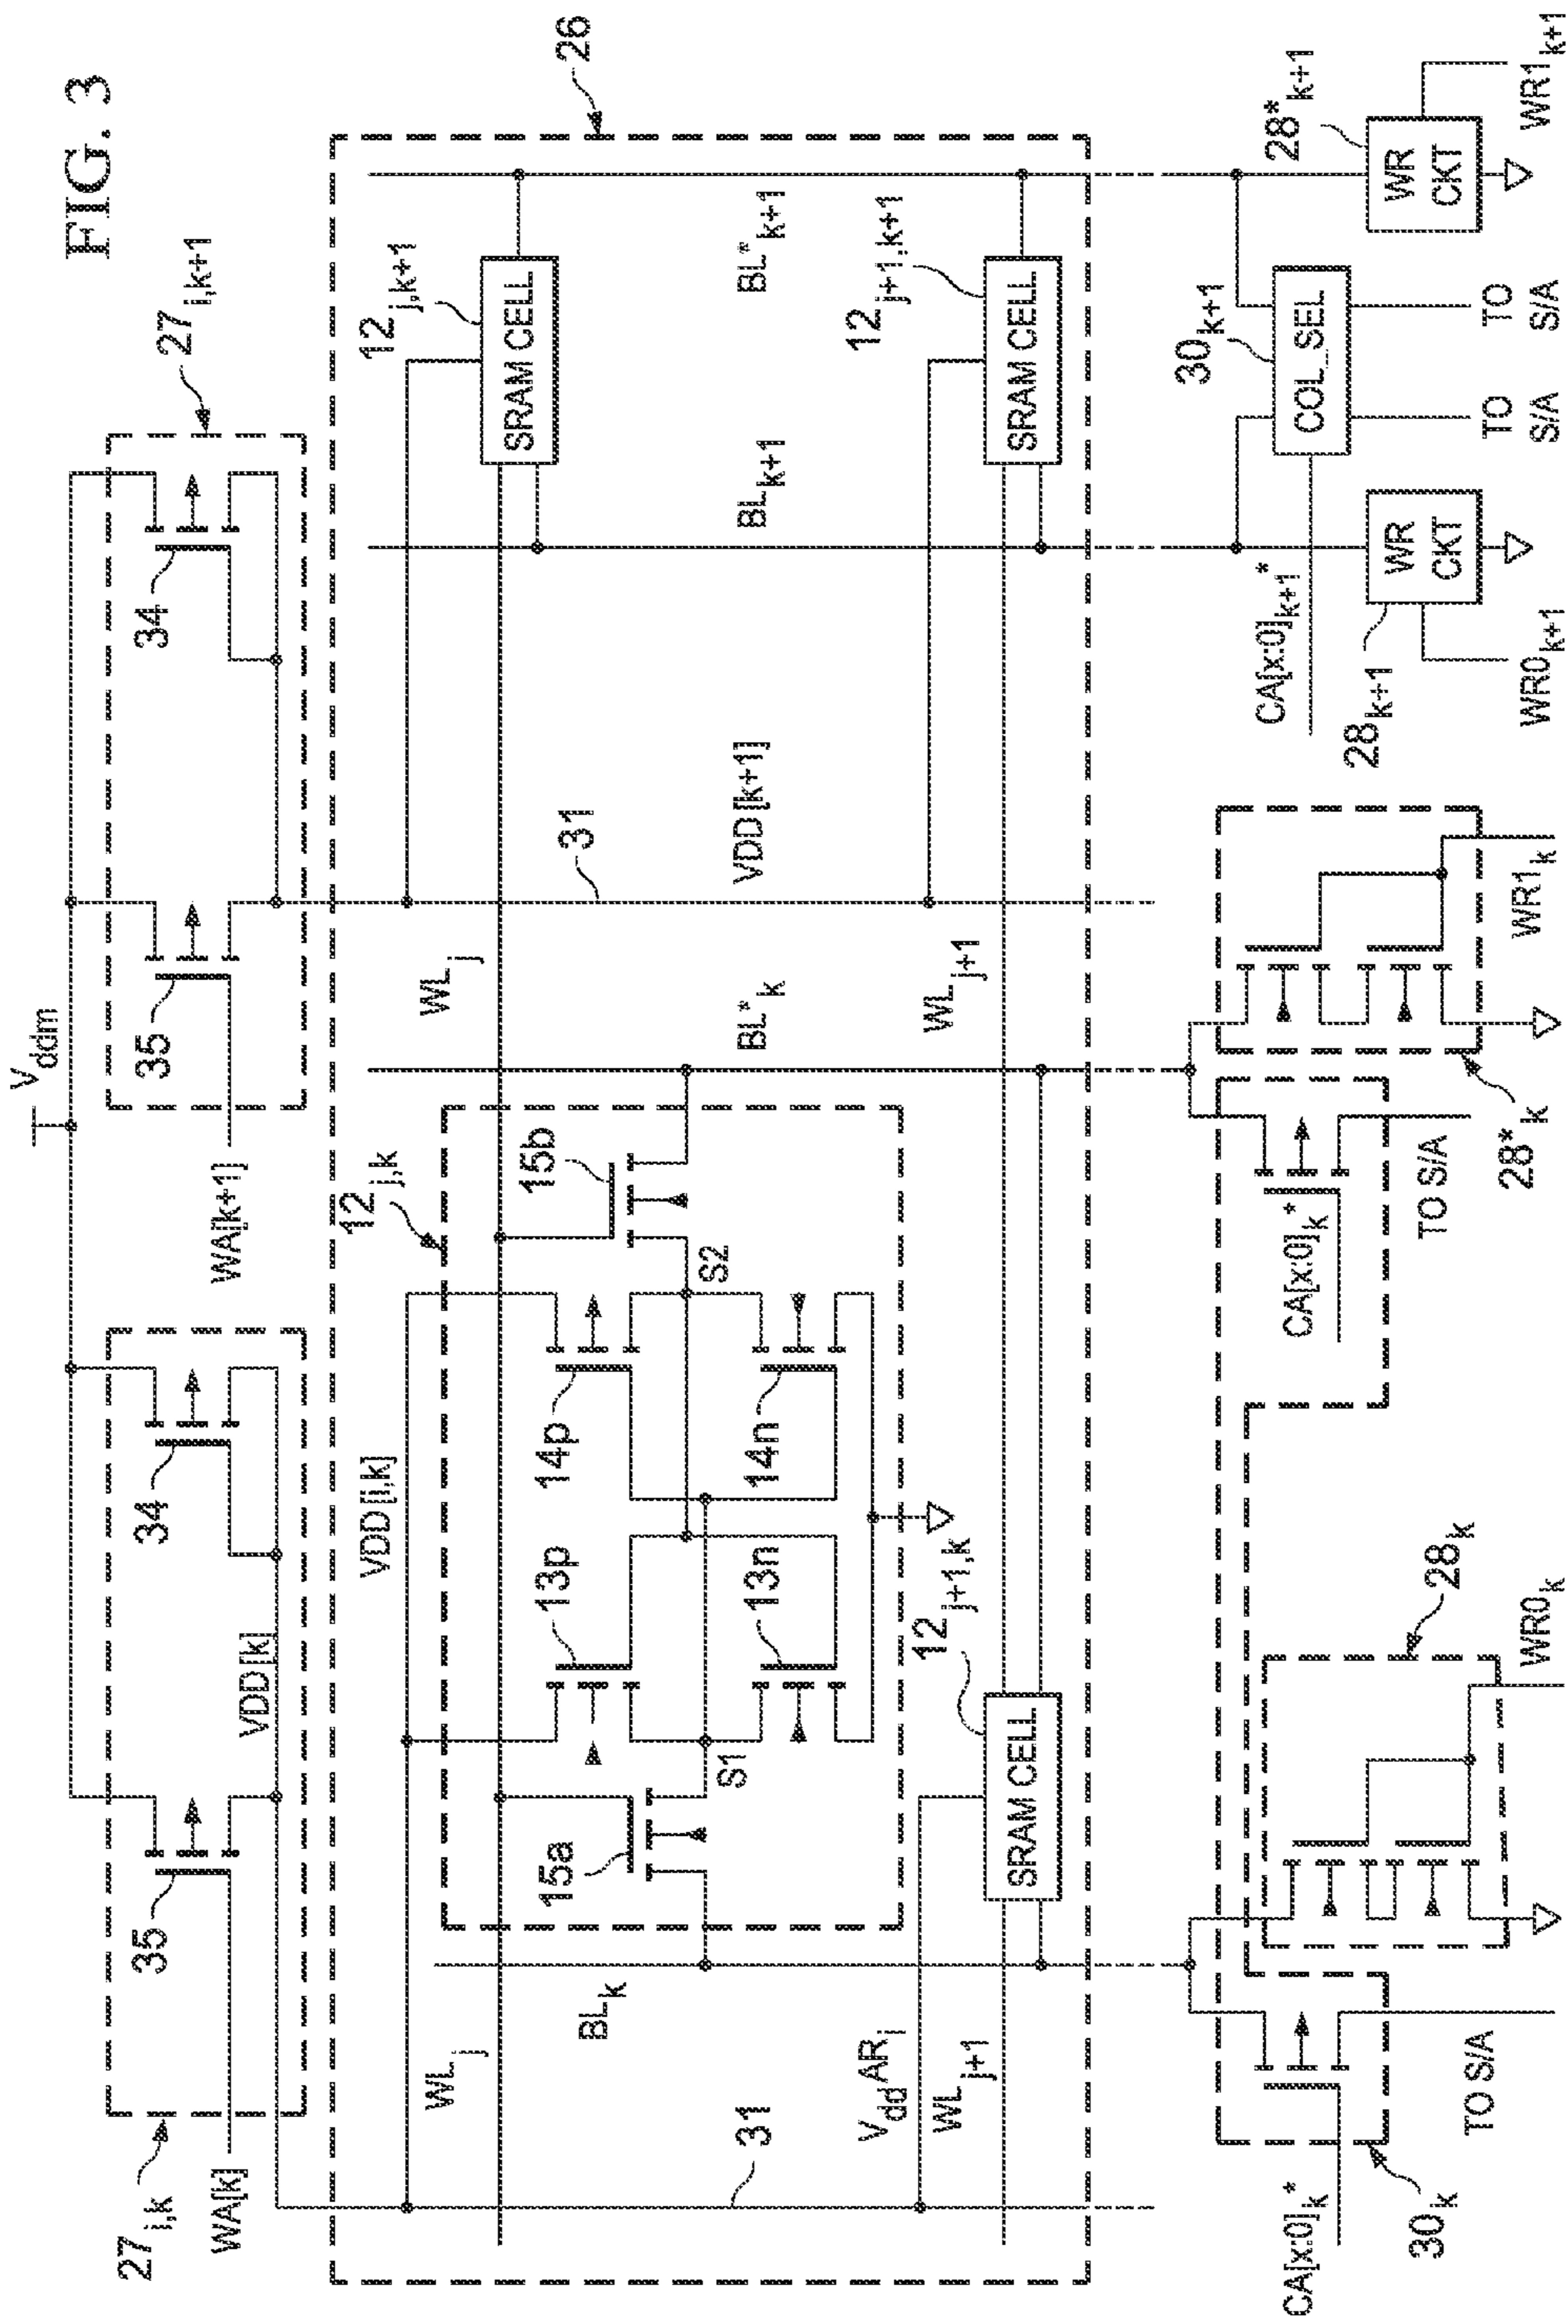 FIG. 3
V_ddm
27_i,k
35
34
35
34
27_i,k+1
WA[k]
VDD[k]
WA[k+1]
26
VDD[i,k]
12_j,k
12_j,k+1
WL_j
WL_j
SRAM CELL
13p
14p
15b
15a
S1
S2
BL_k
31
BL_k+1
BL*_k+1
13n
14n
BL*_k
VDD[k+1]
31
V_dd AR_j
12_j+1,k
12_j+1,k+1
WL_j+1
WL_j+1
SRAM CELL
SRAM CELL
CA[x:0]_k*
CA[x:0]_k*
CA[x:0]_k+1*
30_k+1
COL_SEL
28*_k+1
WR
CKT
WR
CKT
30_k
TO S/A
28_k
WR0_k
TO S/A
28*_k
WR1_k
28_k+1
WR0_k+1
TO
S/A
TO
S/A
WR1_k+1